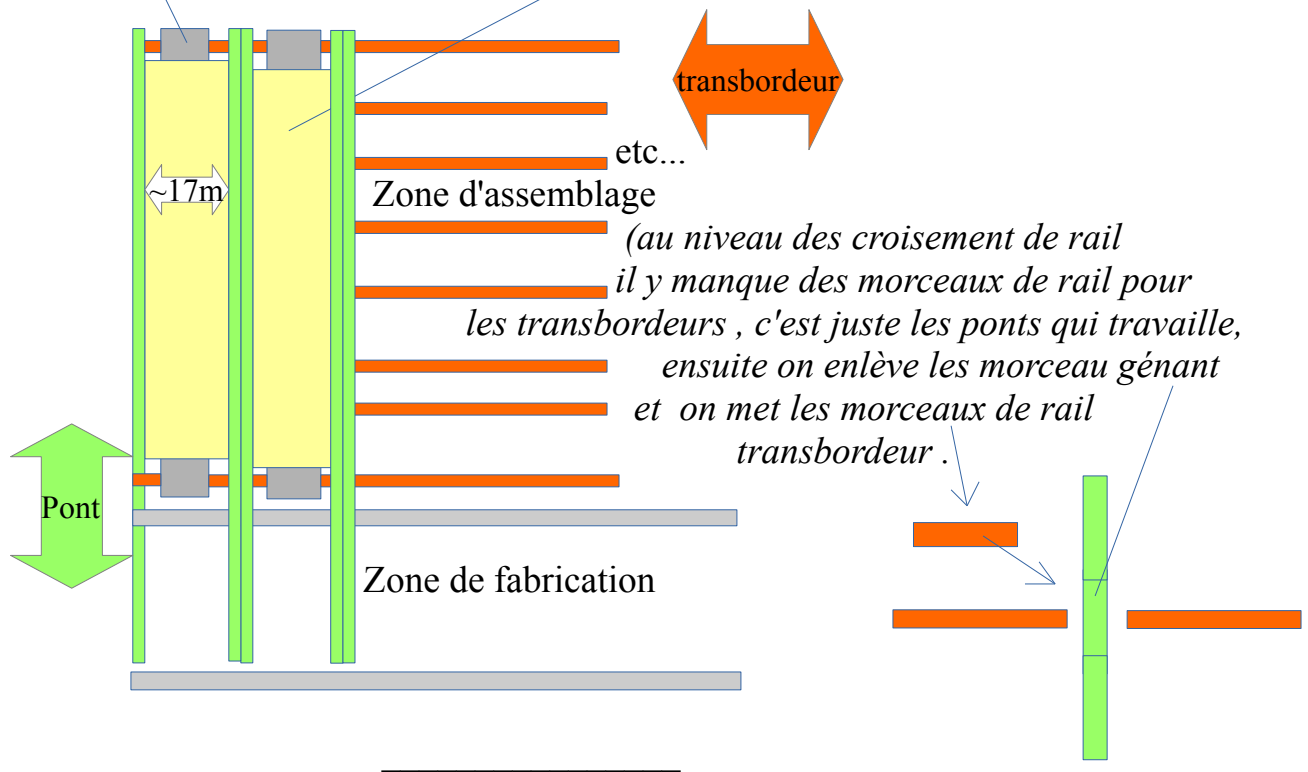 transbordeur
etc...
~17m
Zone d'assemblage
(au niveau des croisement de rail
il y manque des morceaux de rail pour
les transbordeurs , c'est juste les ponts qui travaille,
ensuite on enlève les morceau génant
et on met les morceaux de rail
transbordeur .
Pont
Zone de fabrication